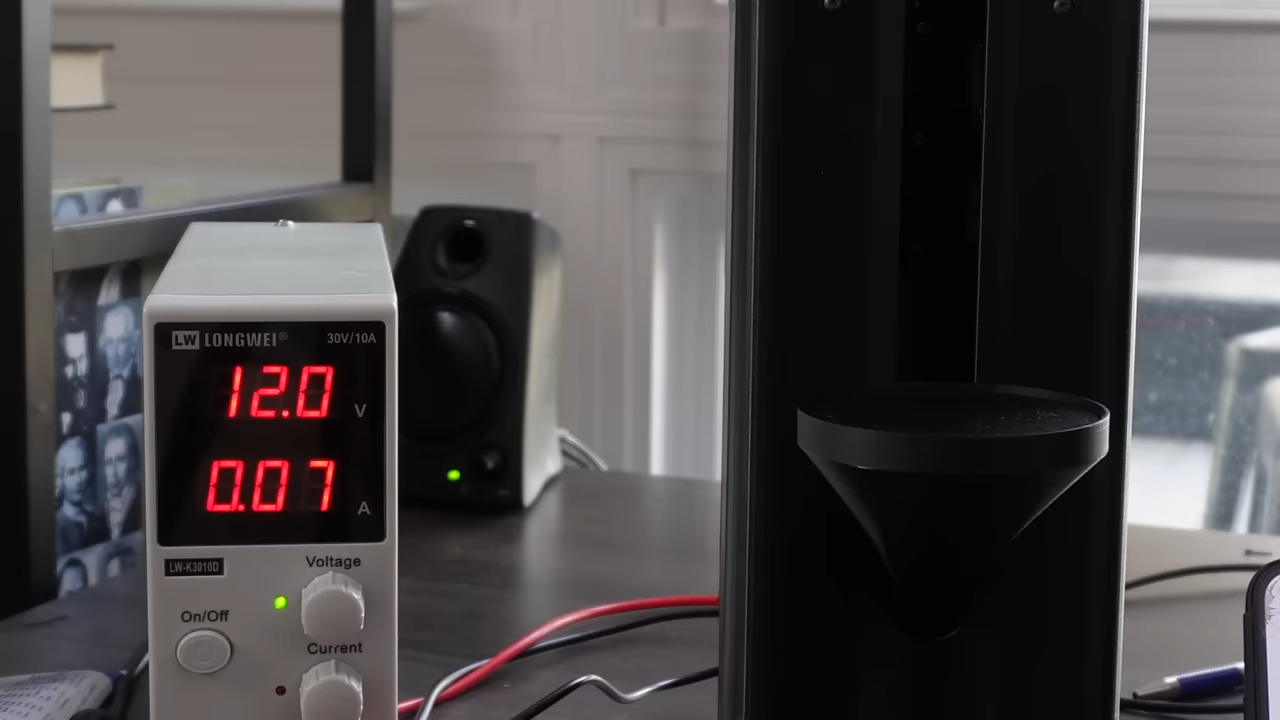 LW LONGWEI® 30V/10A
12.0 V
0.07 A
LW-K3010D
Voltage
On/Off
Current